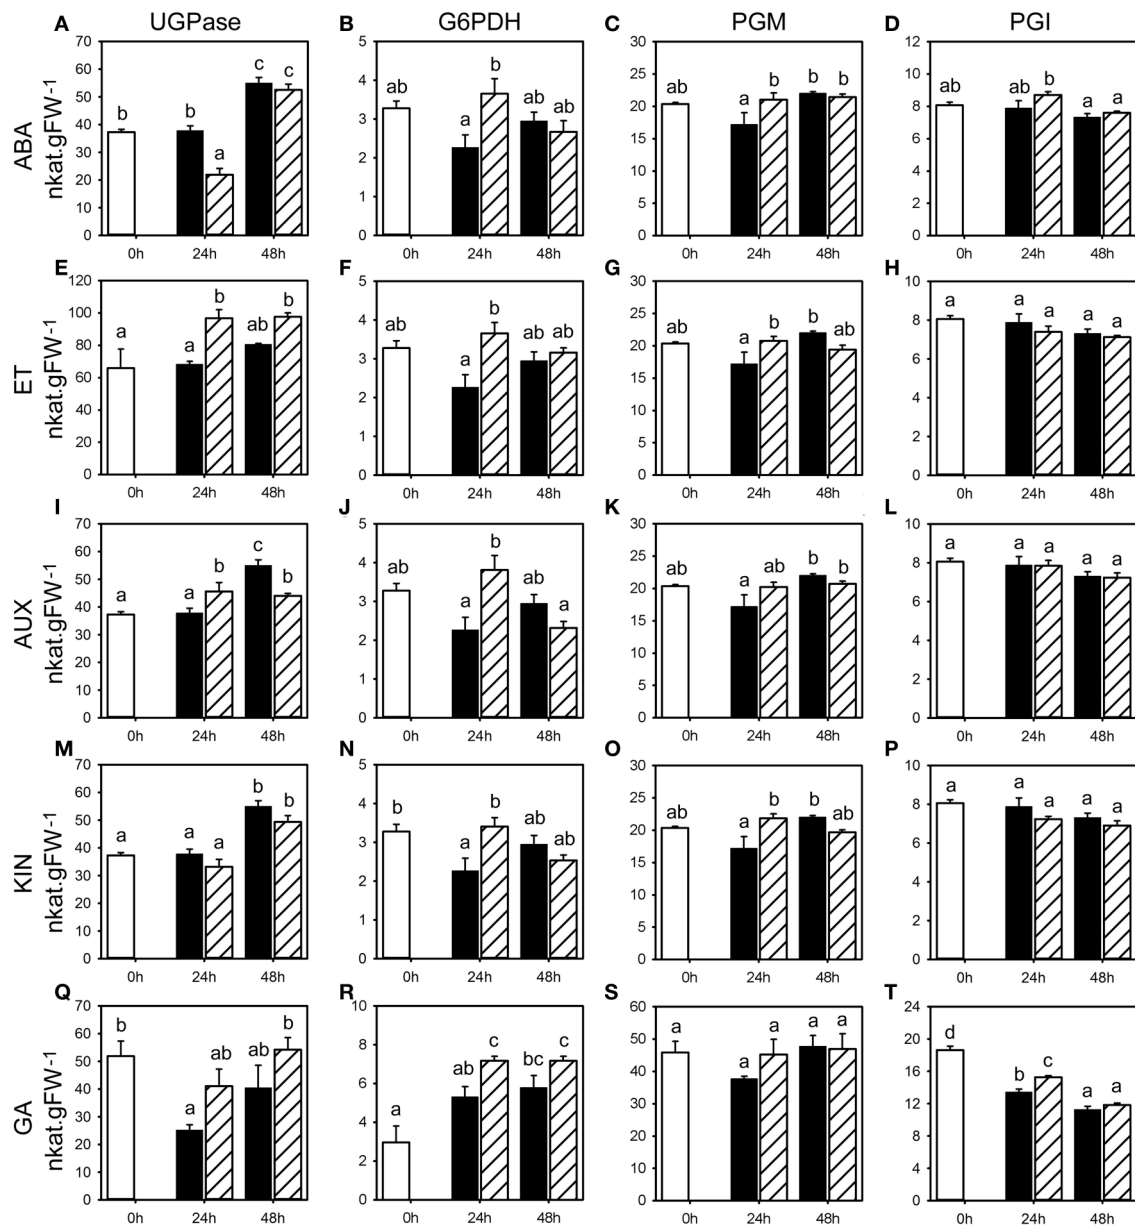 A UGPase B G6PDH C PGM D PGI
ABA
nkat.gFW-1
70 60 50 40 30 20 10 0
b b a c c
0h 24h 48h
5 4 3 2 1 0
ab a b ab ab
0h 24h 48h
30 25 20 15 10 5 0
ab a b b b
0h 24h 48h
12 10 8 6 4 2 0
ab ab b a a
0h 24h 48h
E F G H
ET
nkat.gFW-1
120 100 80 60 40 20 0
a a b ab b
0h 24h 48h
5 4 3 2 1 0
ab a b ab ab
0h 24h 48h
30 25 20 15 10 5 0
ab a b b ab
0h 24h 48h
10 8 6 4 2 0
a a a a a
0h 24h 48h
I J K L
AUX
nkat.gFW-1
70 60 50 40 30 20 10 0
a a b c b
0h 24h 48h
5 4 3 2 1 0
ab a b ab a
0h 24h 48h
30 25 20 15 10 5 0
ab a ab b b
0h 24h 48h
10 8 6 4 2 0
a a a a a
0h 24h 48h
M N O P
KIN
nkat.gFW-1
70 60 50 40 30 20 10 0
a a a b b
0h 24h 48h
5 4 3 2 1 0
b a b ab ab
0h 24h 48h
30 25 20 15 10 5 0
ab a b b ab
0h 24h 48h
10 8 6 4 2 0
a a a a a
0h 24h 48h
Q R S T
GA
nkat.gFW-1
70 60 50 40 30 20 10 0
b a ab ab b
0h 24h 48h
10 8 6 4 2 0
a ab c bc c
0h 24h 48h
60 50 40 30 20 10 0
a a a a a
0h 24h 48h
24 20 16 12 8 4 0
d b c a a
0h 24h 48h